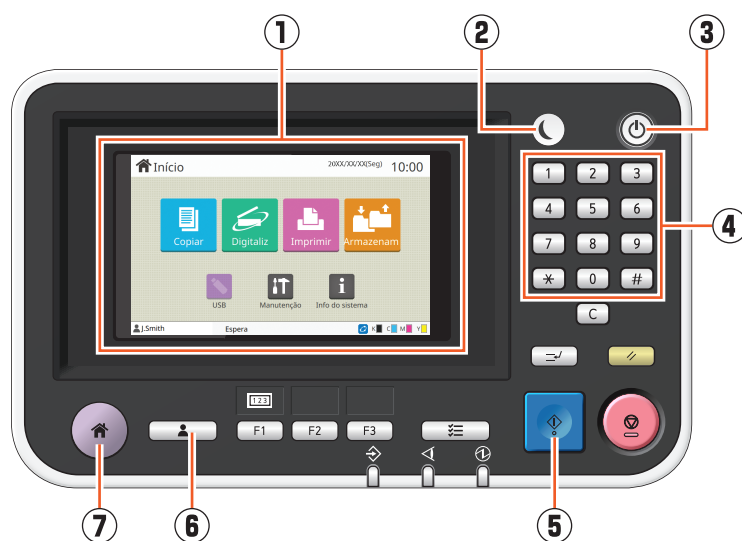 1 2 3
Início 20XX/XX/XX(Seg) 10:00
Copiar Digitaliz Imprimir Armazenam
USB Manutenção Info do sistema
J.Smith Espera K C M Y
1 2 3
4 5 6
7 8 9
* 0 #
4
C
123
F1 F2 F3
7 6 5